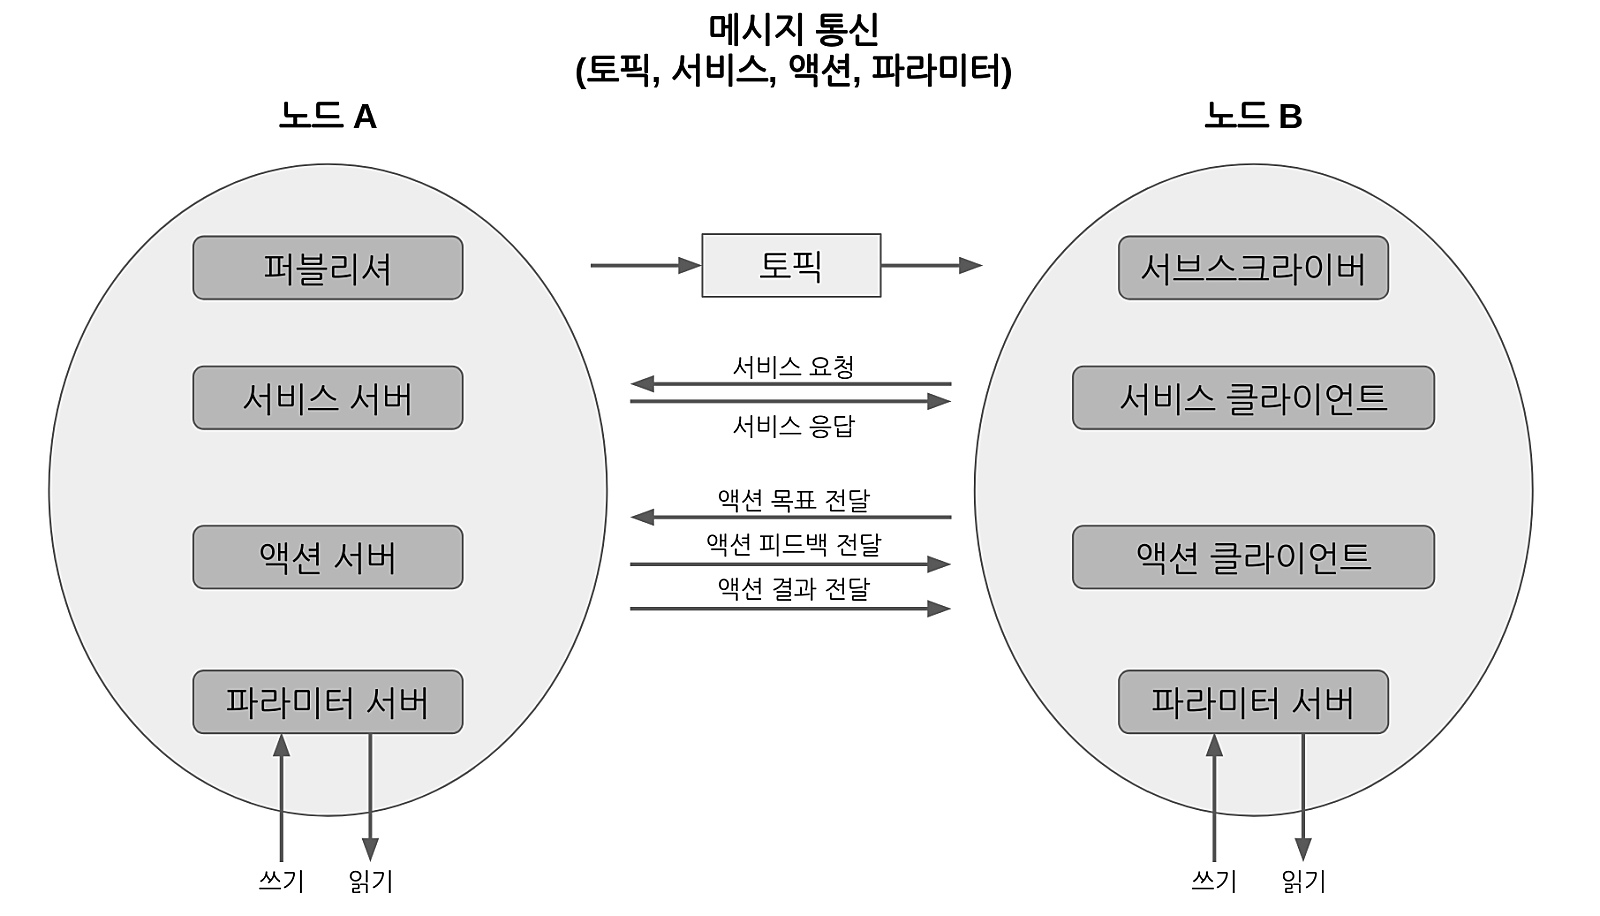 메시지 통신
(토픽, 서비스, 액션, 파라미터)
노드 A
노드 B
퍼블리셔
토픽
서브스크라이버
서비스 요청
서비스 서버
서비스 클라이언트
서비스 응답
액션 목표 전달
액션 서버
액션 피드백 전달
액션 클라이언트
액션 결과 전달
파라미터 서버
파라미터 서버
쓰기
읽기
쓰기
읽기